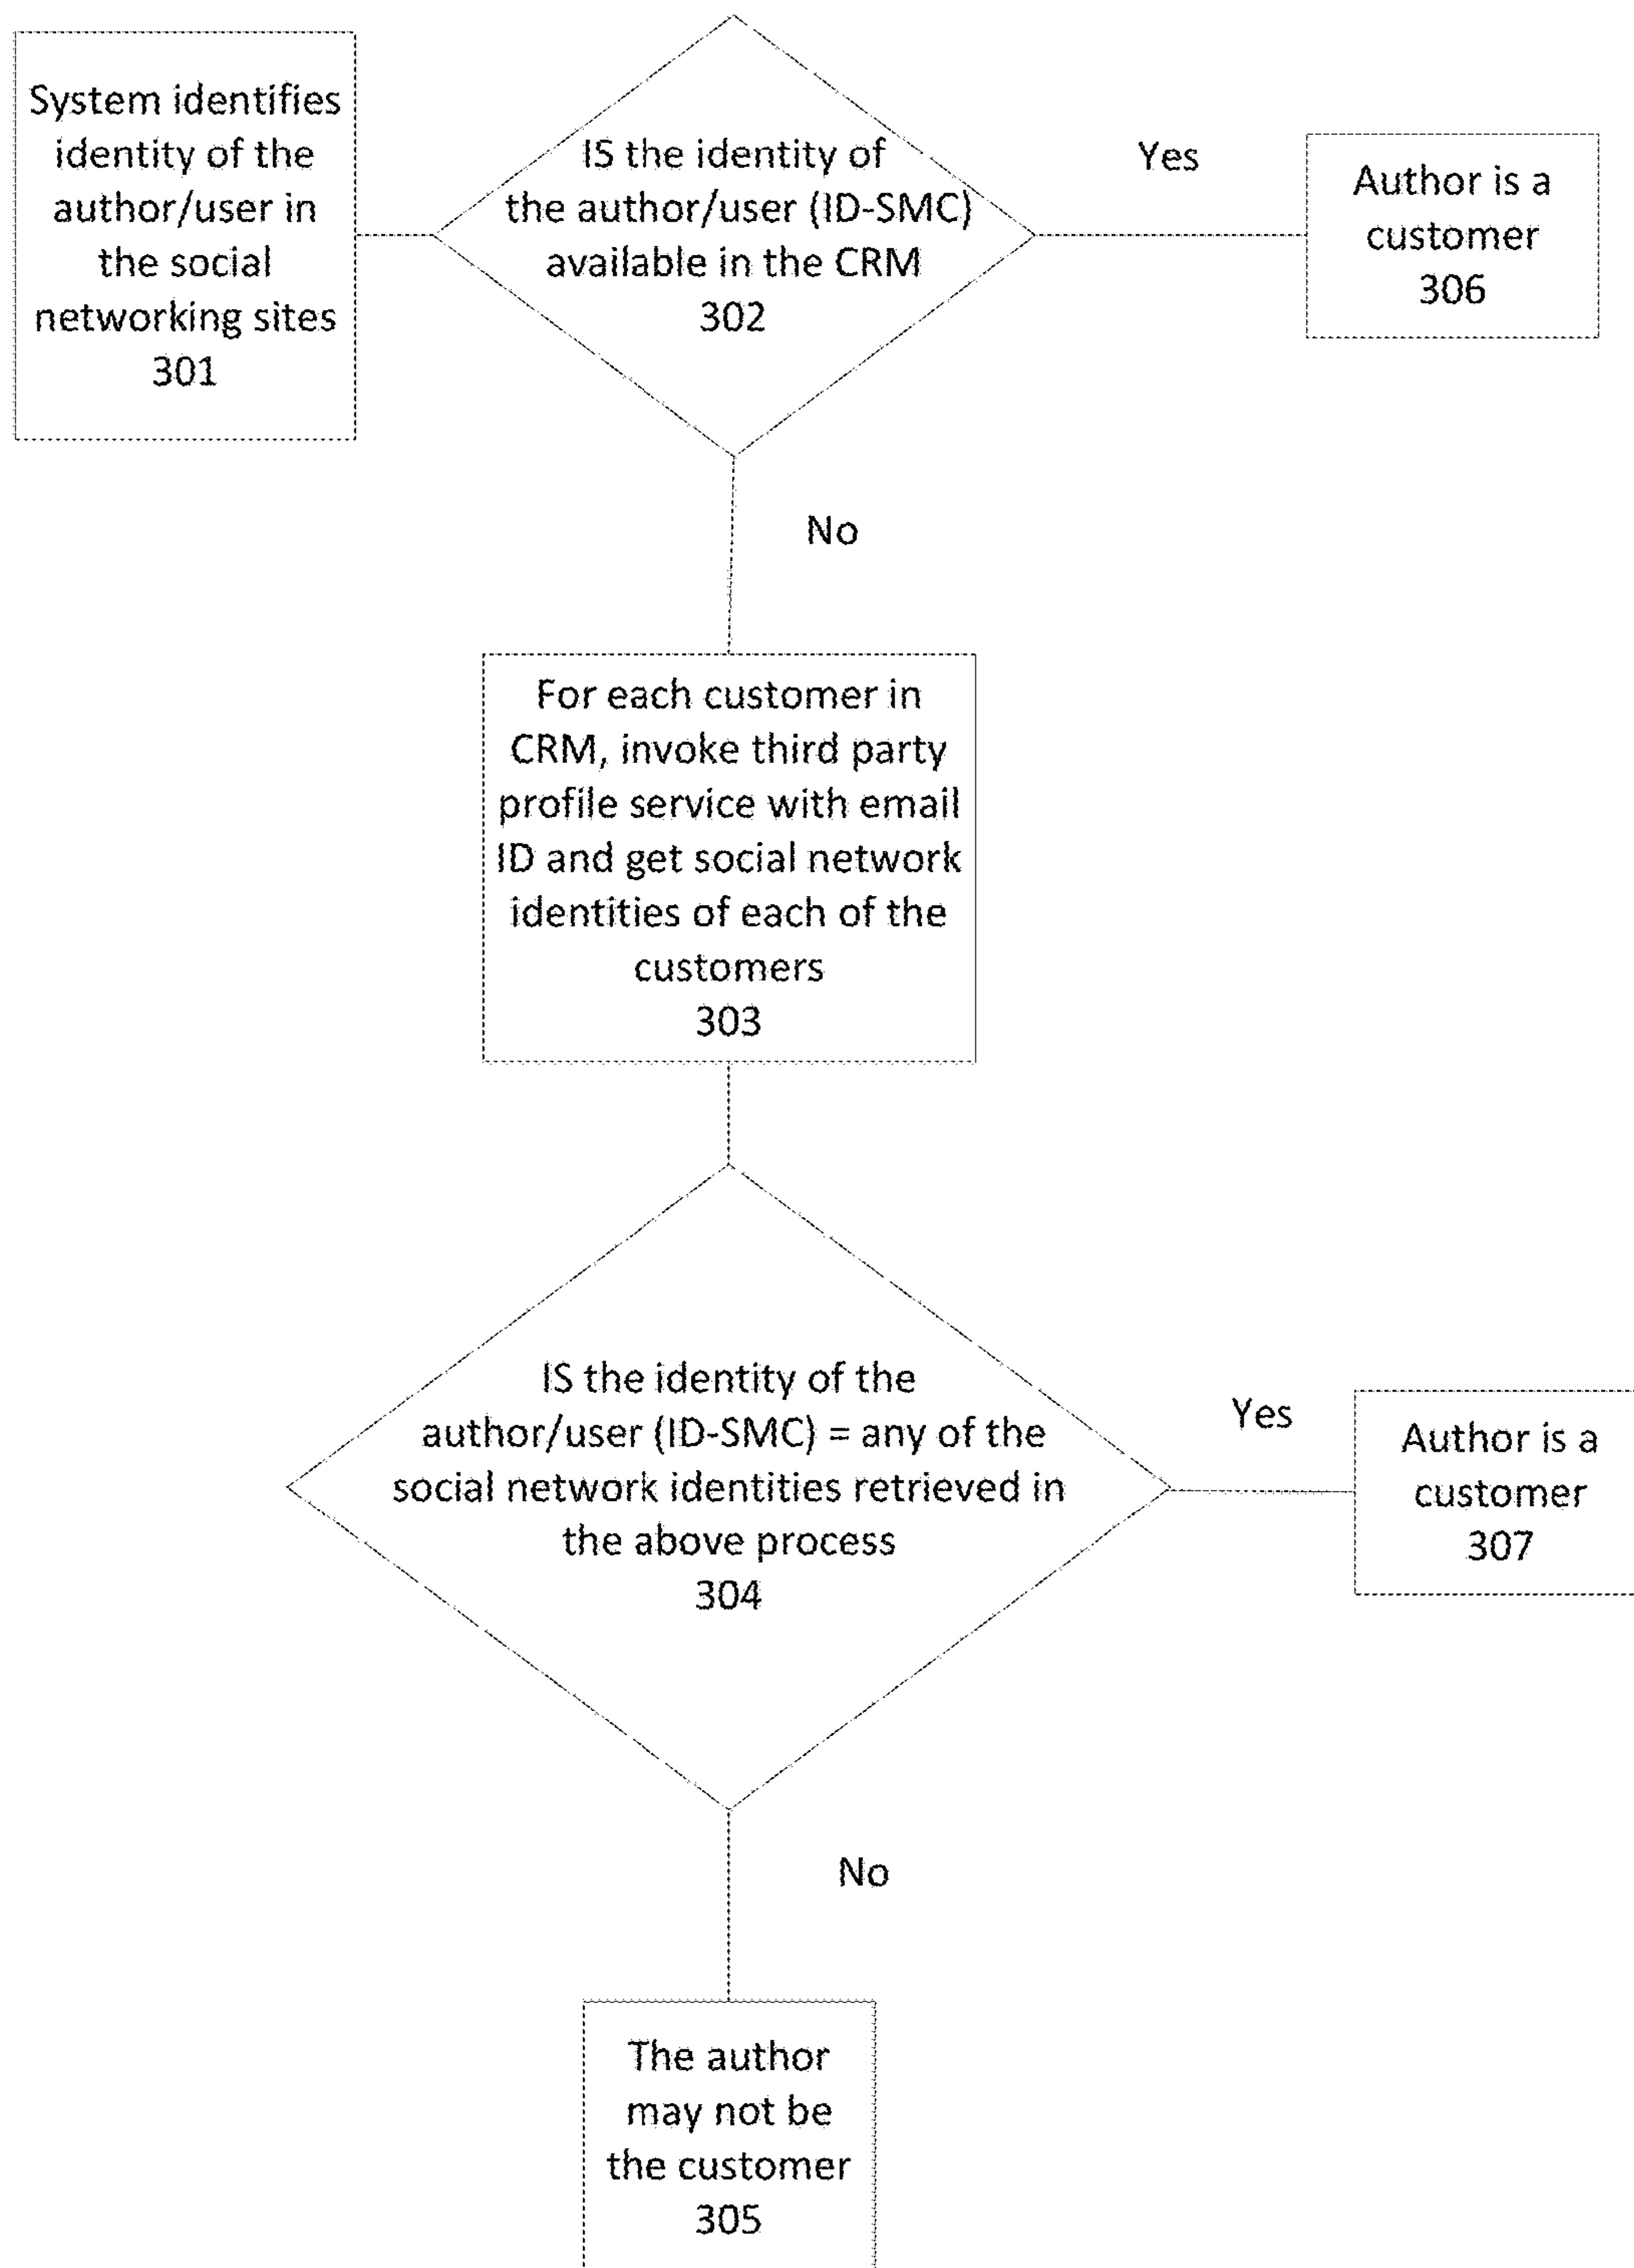 System identifies
identity of the
author/user in
the social
networking sites
301
IS the identity of
the author/user (ID-SMC)
available in the CRM
302
Yes
Author is a
customer
306
No
For each customer in
CRM, invoke third party
profile service with email
ID and get social network
identities of each of the
customers
303
IS the identity of the
author/user (ID-SMC) = any of the
social network identities retrieved in
the above process
304
Yes
Author is a
customer
307
No
The author
may not be
the customer
305